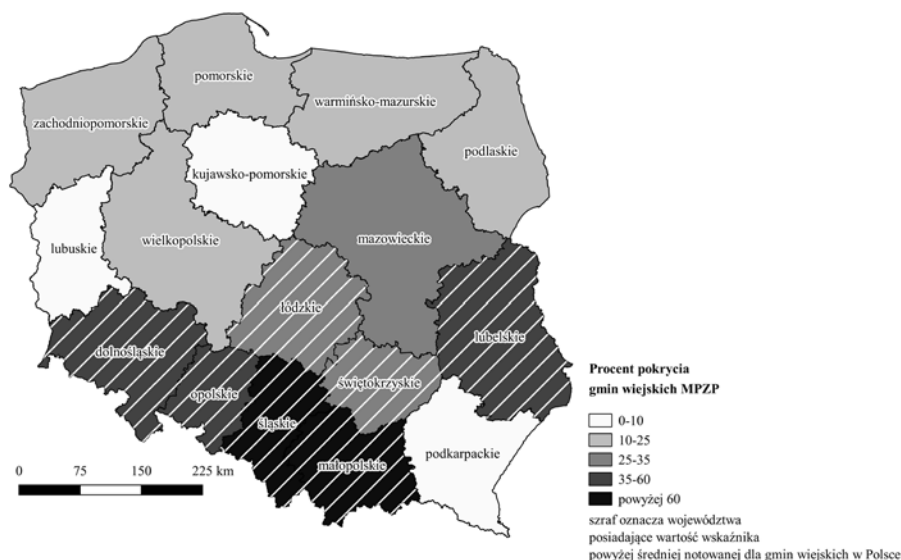 pomorskie
warmińsko-mazurskie
zachodniopomorskie
podlaskie
kujawsko-pomorskie
mazowieckie
wielkopolskie
lubuskie
łódzkie
lubelskie
dolnośląskie
świętokrzyskie
opolskie
śląskie
podkarpackie
małopolskie
0 75 150 225 km
Procent pokrycia
gmin wiejskich MPZP
0-10
10-25
25-35
35-60
powyżej 60
szraf oznacza województwa
posiadające wartość wskaźnika
powyżej średniej notowanej dla gmin wiejskich w Polsce